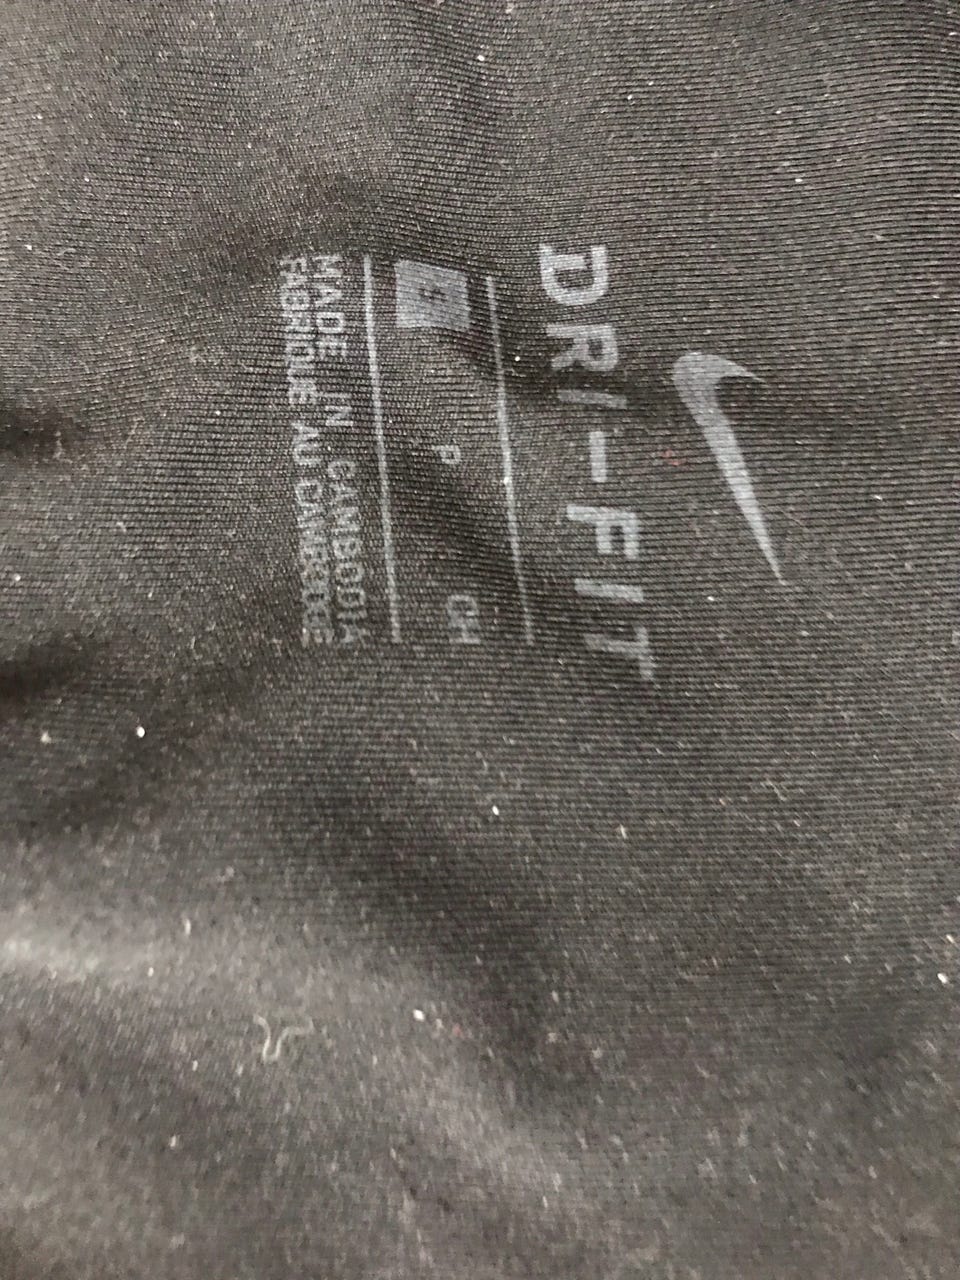 DRI-FIT
S P CH
MADE IN CAMBODIA
FABRIQUÉ AU CAMBODGE